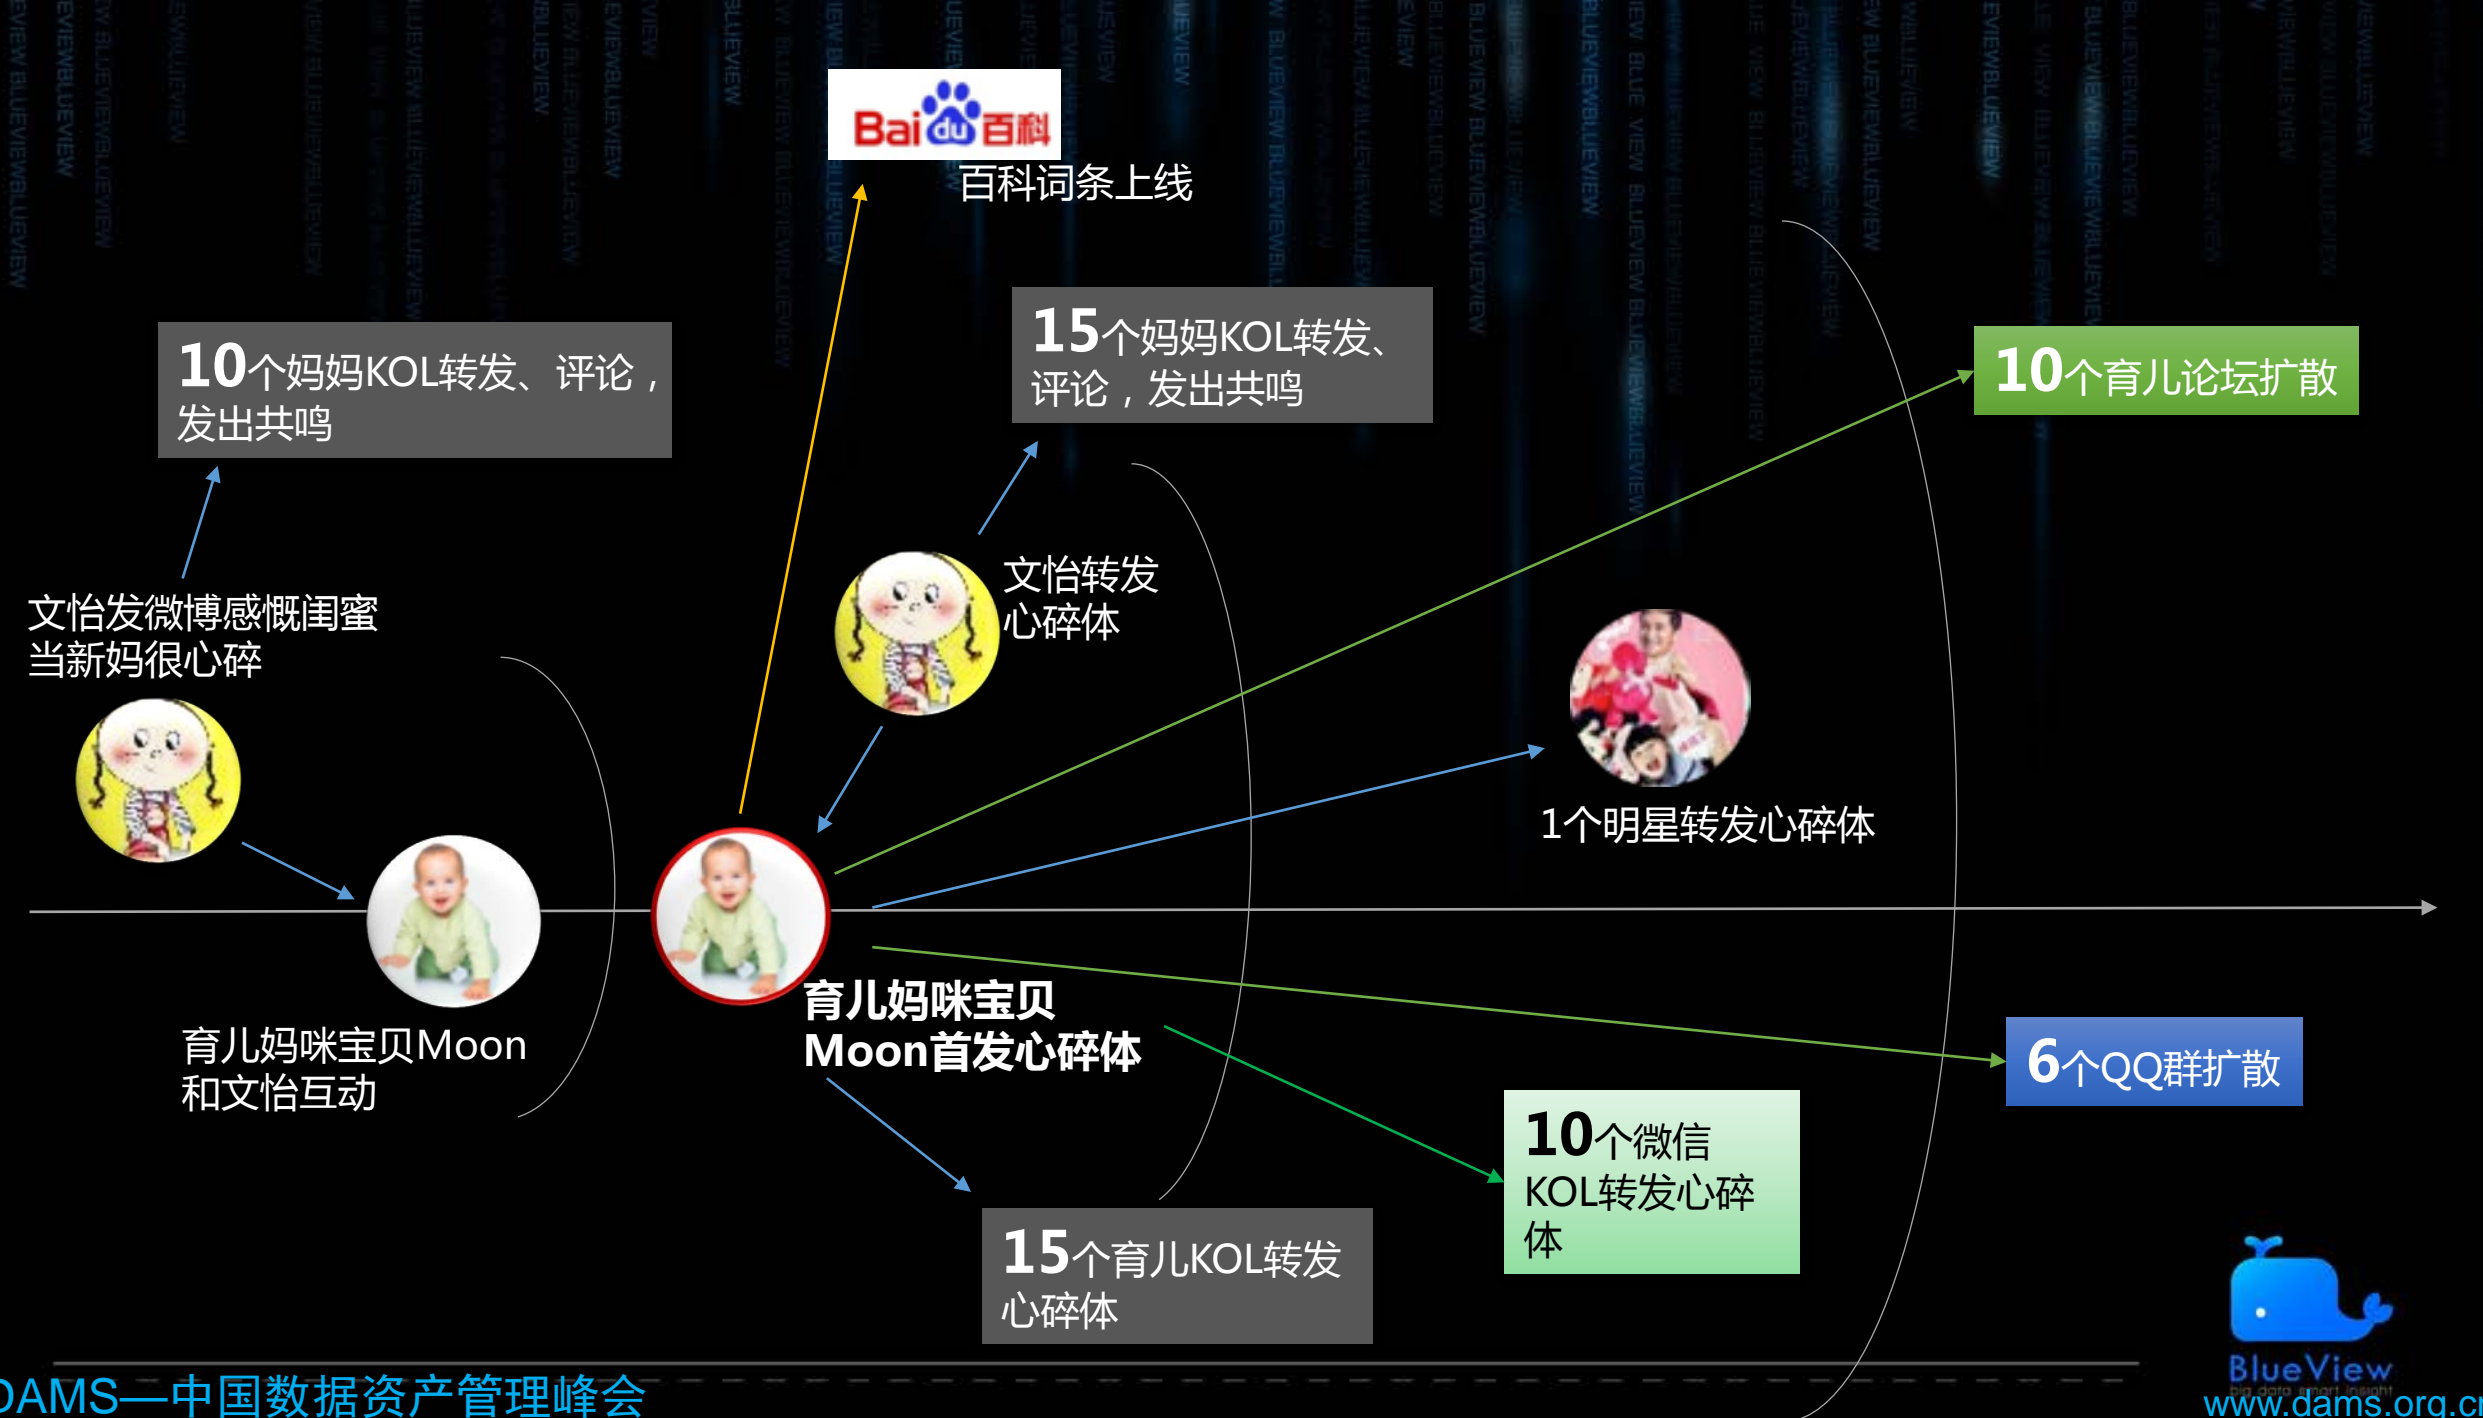 Baidu百科
百科词条上线
10个妈妈KOL转发、评论，
发出共鸣
15个妈妈KOL转发、
评论，发出共鸣
10个育儿论坛扩散
文怡发微博感慨闺蜜
当新妈很心碎
文怡转发
心碎体
1个明星转发心碎体
育儿妈咪宝贝Moon
和文怡互动
育儿妈咪宝贝
Moon首发心碎体
6个QQ群扩散
10个微信
KOL转发心碎
体
15个育儿KOL转发
心碎体
BlueView
big data smart insight
DAMS—中国数据资产管理峰会
www.dams.org.cn